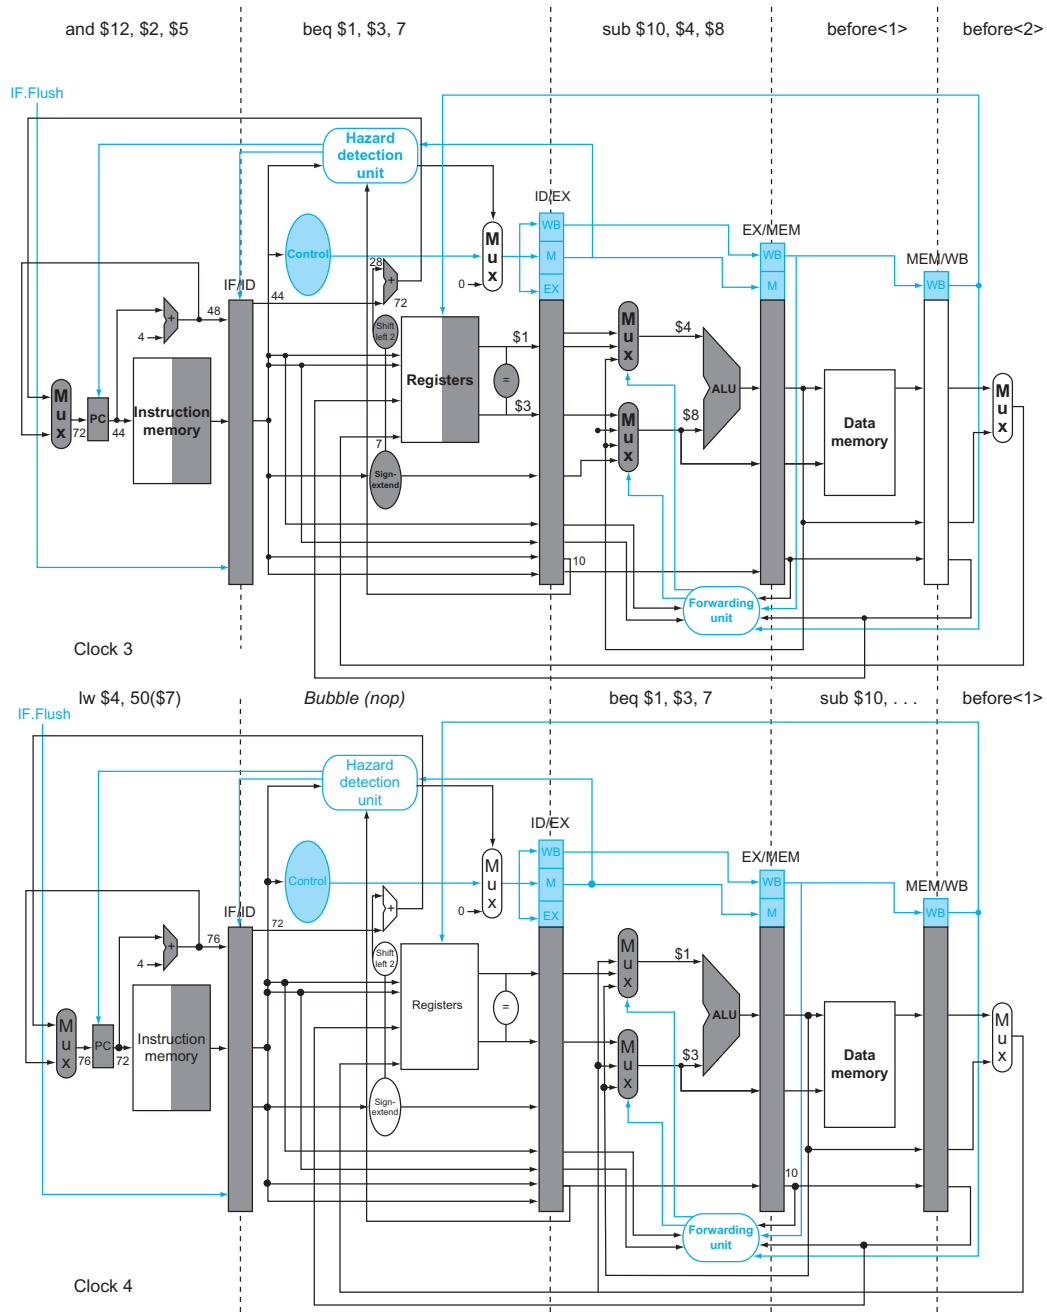 and $12, $2, $5
beq $1, $3, 7
sub $10, $4, $8
before<1>
before<2>
IF.Flush
Hazard
detection
unit
ID/EX
WB
EX/MEM
Control
M
u
x
M
WB
MEM/WB
28
IF/ID
44
+
72
0
EX
M
WB
48
+
4
Shift
left 2
M
u
x
$4
$1
Registers
=
ALU
M
u
x
PC
72
44
Instruction
memory
$3
M
u
x
$8
Data
memory
M
u
x
7
Sign-
extend
10
Forwarding
unit
Clock 3
lw $4, 50($7)
Bubble (nop)
beq $1, $3, 7
sub $10, . . .
before<1>
IF.Flush
Hazard
detection
unit
ID/EX
WB
EX/MEM
Control
M
u
x
M
WB
MEM/WB
IF/ID
72
+
0
EX
M
WB
76
+
4
Shift
left 2
M
u
x
$1
Registers
=
ALU
M
u
x
PC
76
72
Instruction
memory
M
u
x
$3
Data
memory
M
u
x
Sign-
extend
10
Forwarding
unit
Clock 4